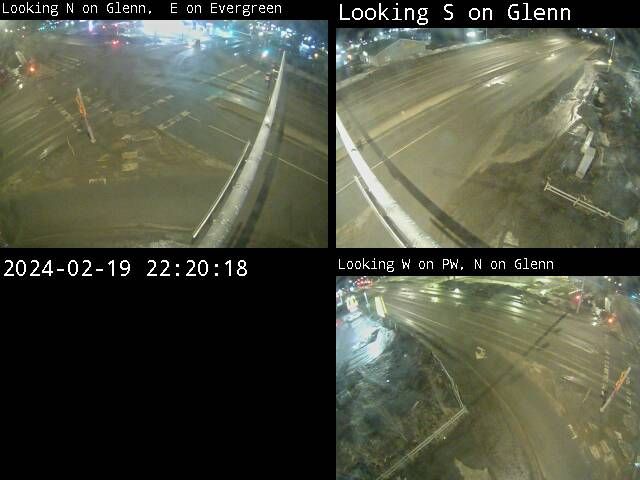 Looking N on Glenn,  E on Evergreen
Looking S on Glenn
2024-02-19 22:20:18
Looking W on PW, N on Glenn